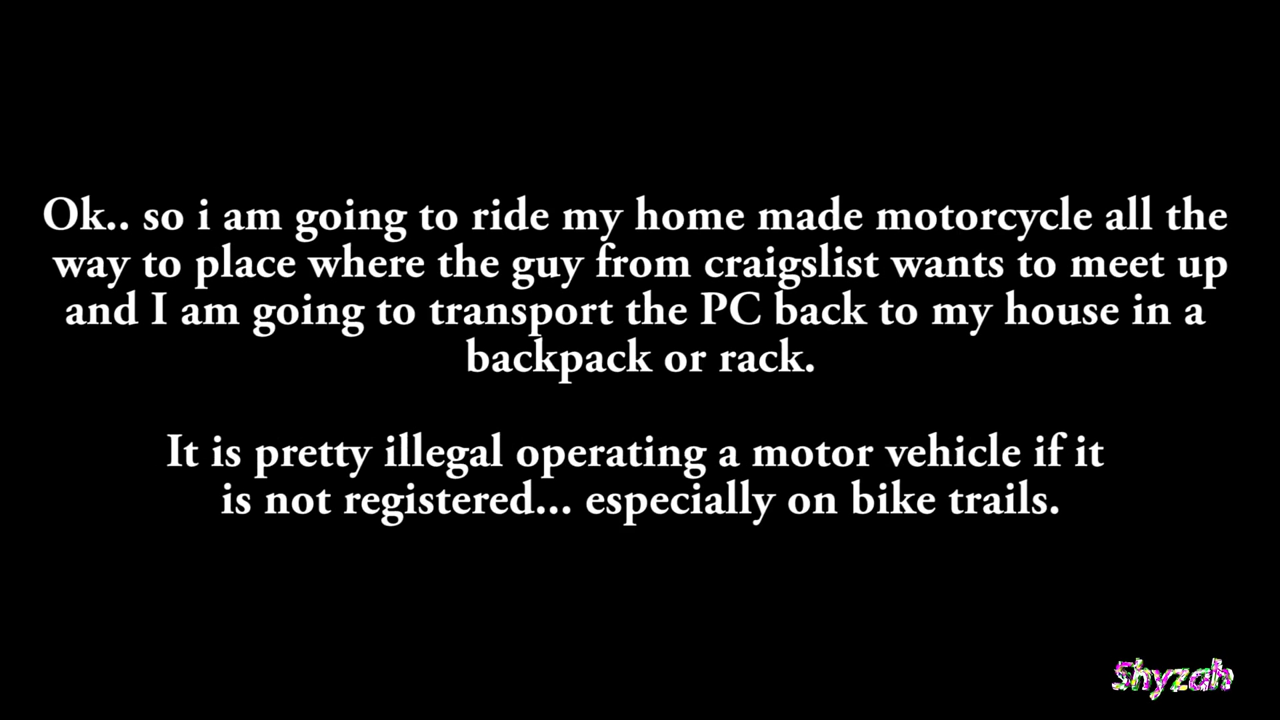 Ok.. so i am going to ride my home made motorcycle all the
way to place where the guy from craigslist wants to meet up
and I am going to transport the PC back to my house in a
backpack or rack.
It is pretty illegal operating a motor vehicle if it
is not registered... especially on bike trails.
Shyzah